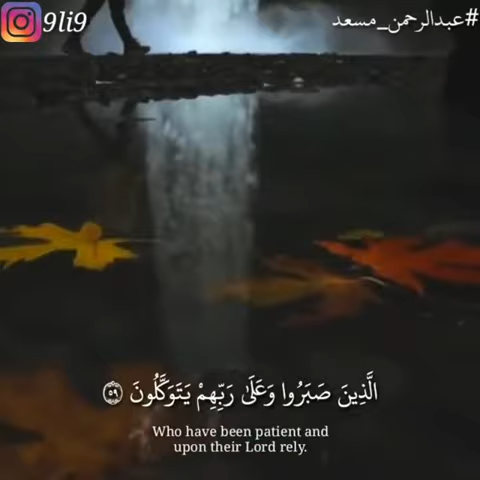 9li9
#عبدالرحمن_مسعد
الَّذِينَ صَبَرُوا وَعَلَىٰ رَبِّهِمْ يَتَوَكَّلُونَ ۝٥٩
Who have been patient and
upon their Lord rely.